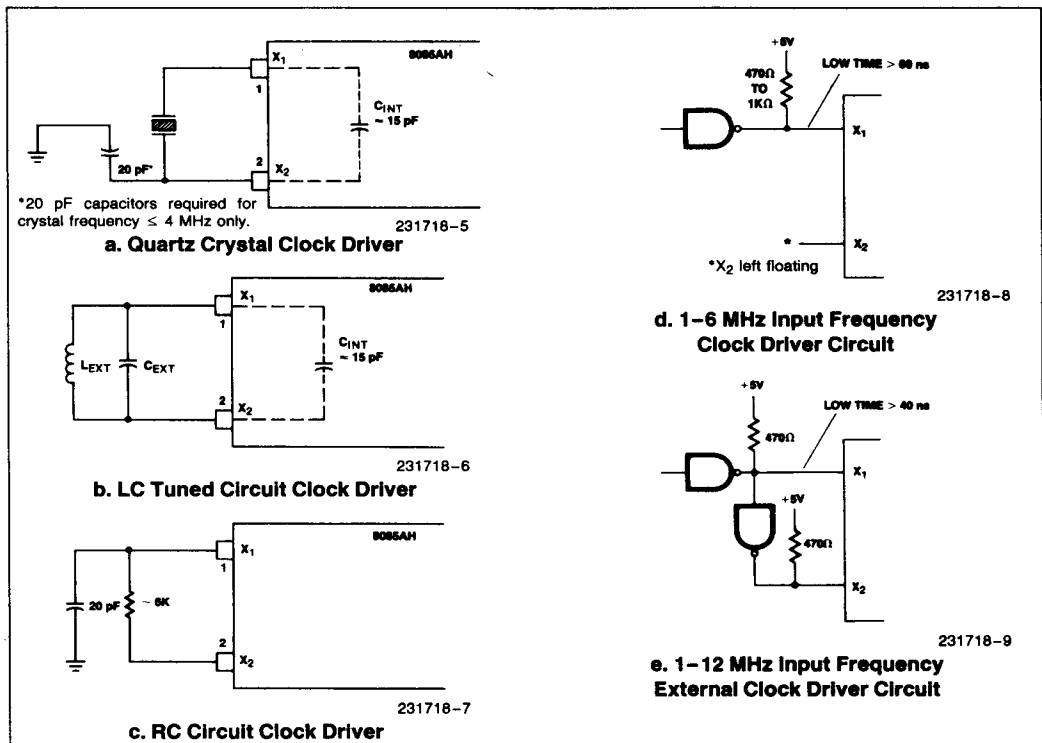 8085AH
X1
1
CINT
~ 15 pF
20 pF*
2
X2
*20 pF capacitors required for
crystal frequency ≤ 4 MHz only.
231718-5
a. Quartz Crystal Clock Driver
8085AH
X1
1
CINT
~ 15 pF
LEXT
CEXT
2
X2
231718-6
b. LC Tuned Circuit Clock Driver
8085AH
X1
1
20 pF
~ 6K
2
X2
231718-7
c. RC Circuit Clock Driver
+5V
LOW TIME > 60 ns
470Ω
TO
1KΩ
X1
*
X2
*X2 left floating
231718-8
d. 1-6 MHz Input Frequency
Clock Driver Circuit
+5V
LOW TIME > 40 ns
470Ω
X1
+5V
470Ω
X2
231718-9
e. 1-12 MHz Input Frequency
External Clock Driver Circuit